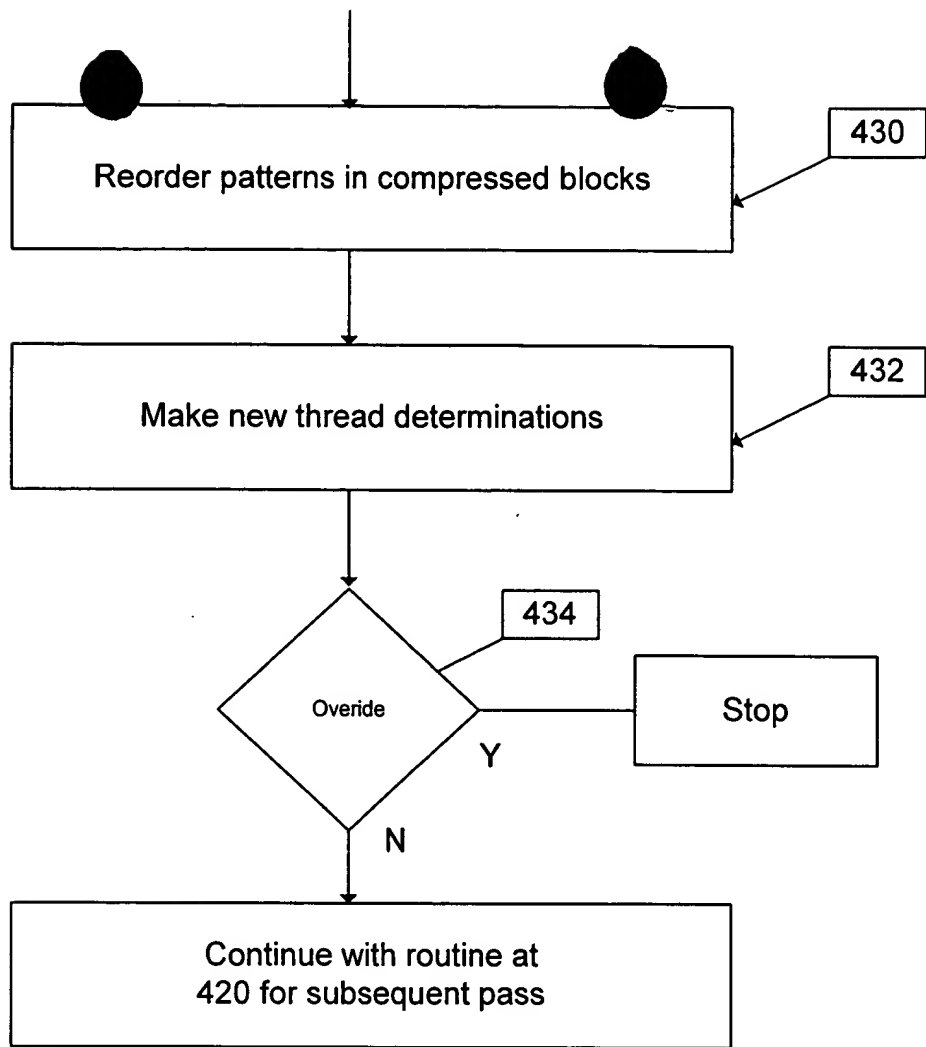 430
Reorder patterns in compressed blocks
432
Make new thread determinations
434
Overide
Stop
Y
N
Continue with routine at
420 for subsequent pass